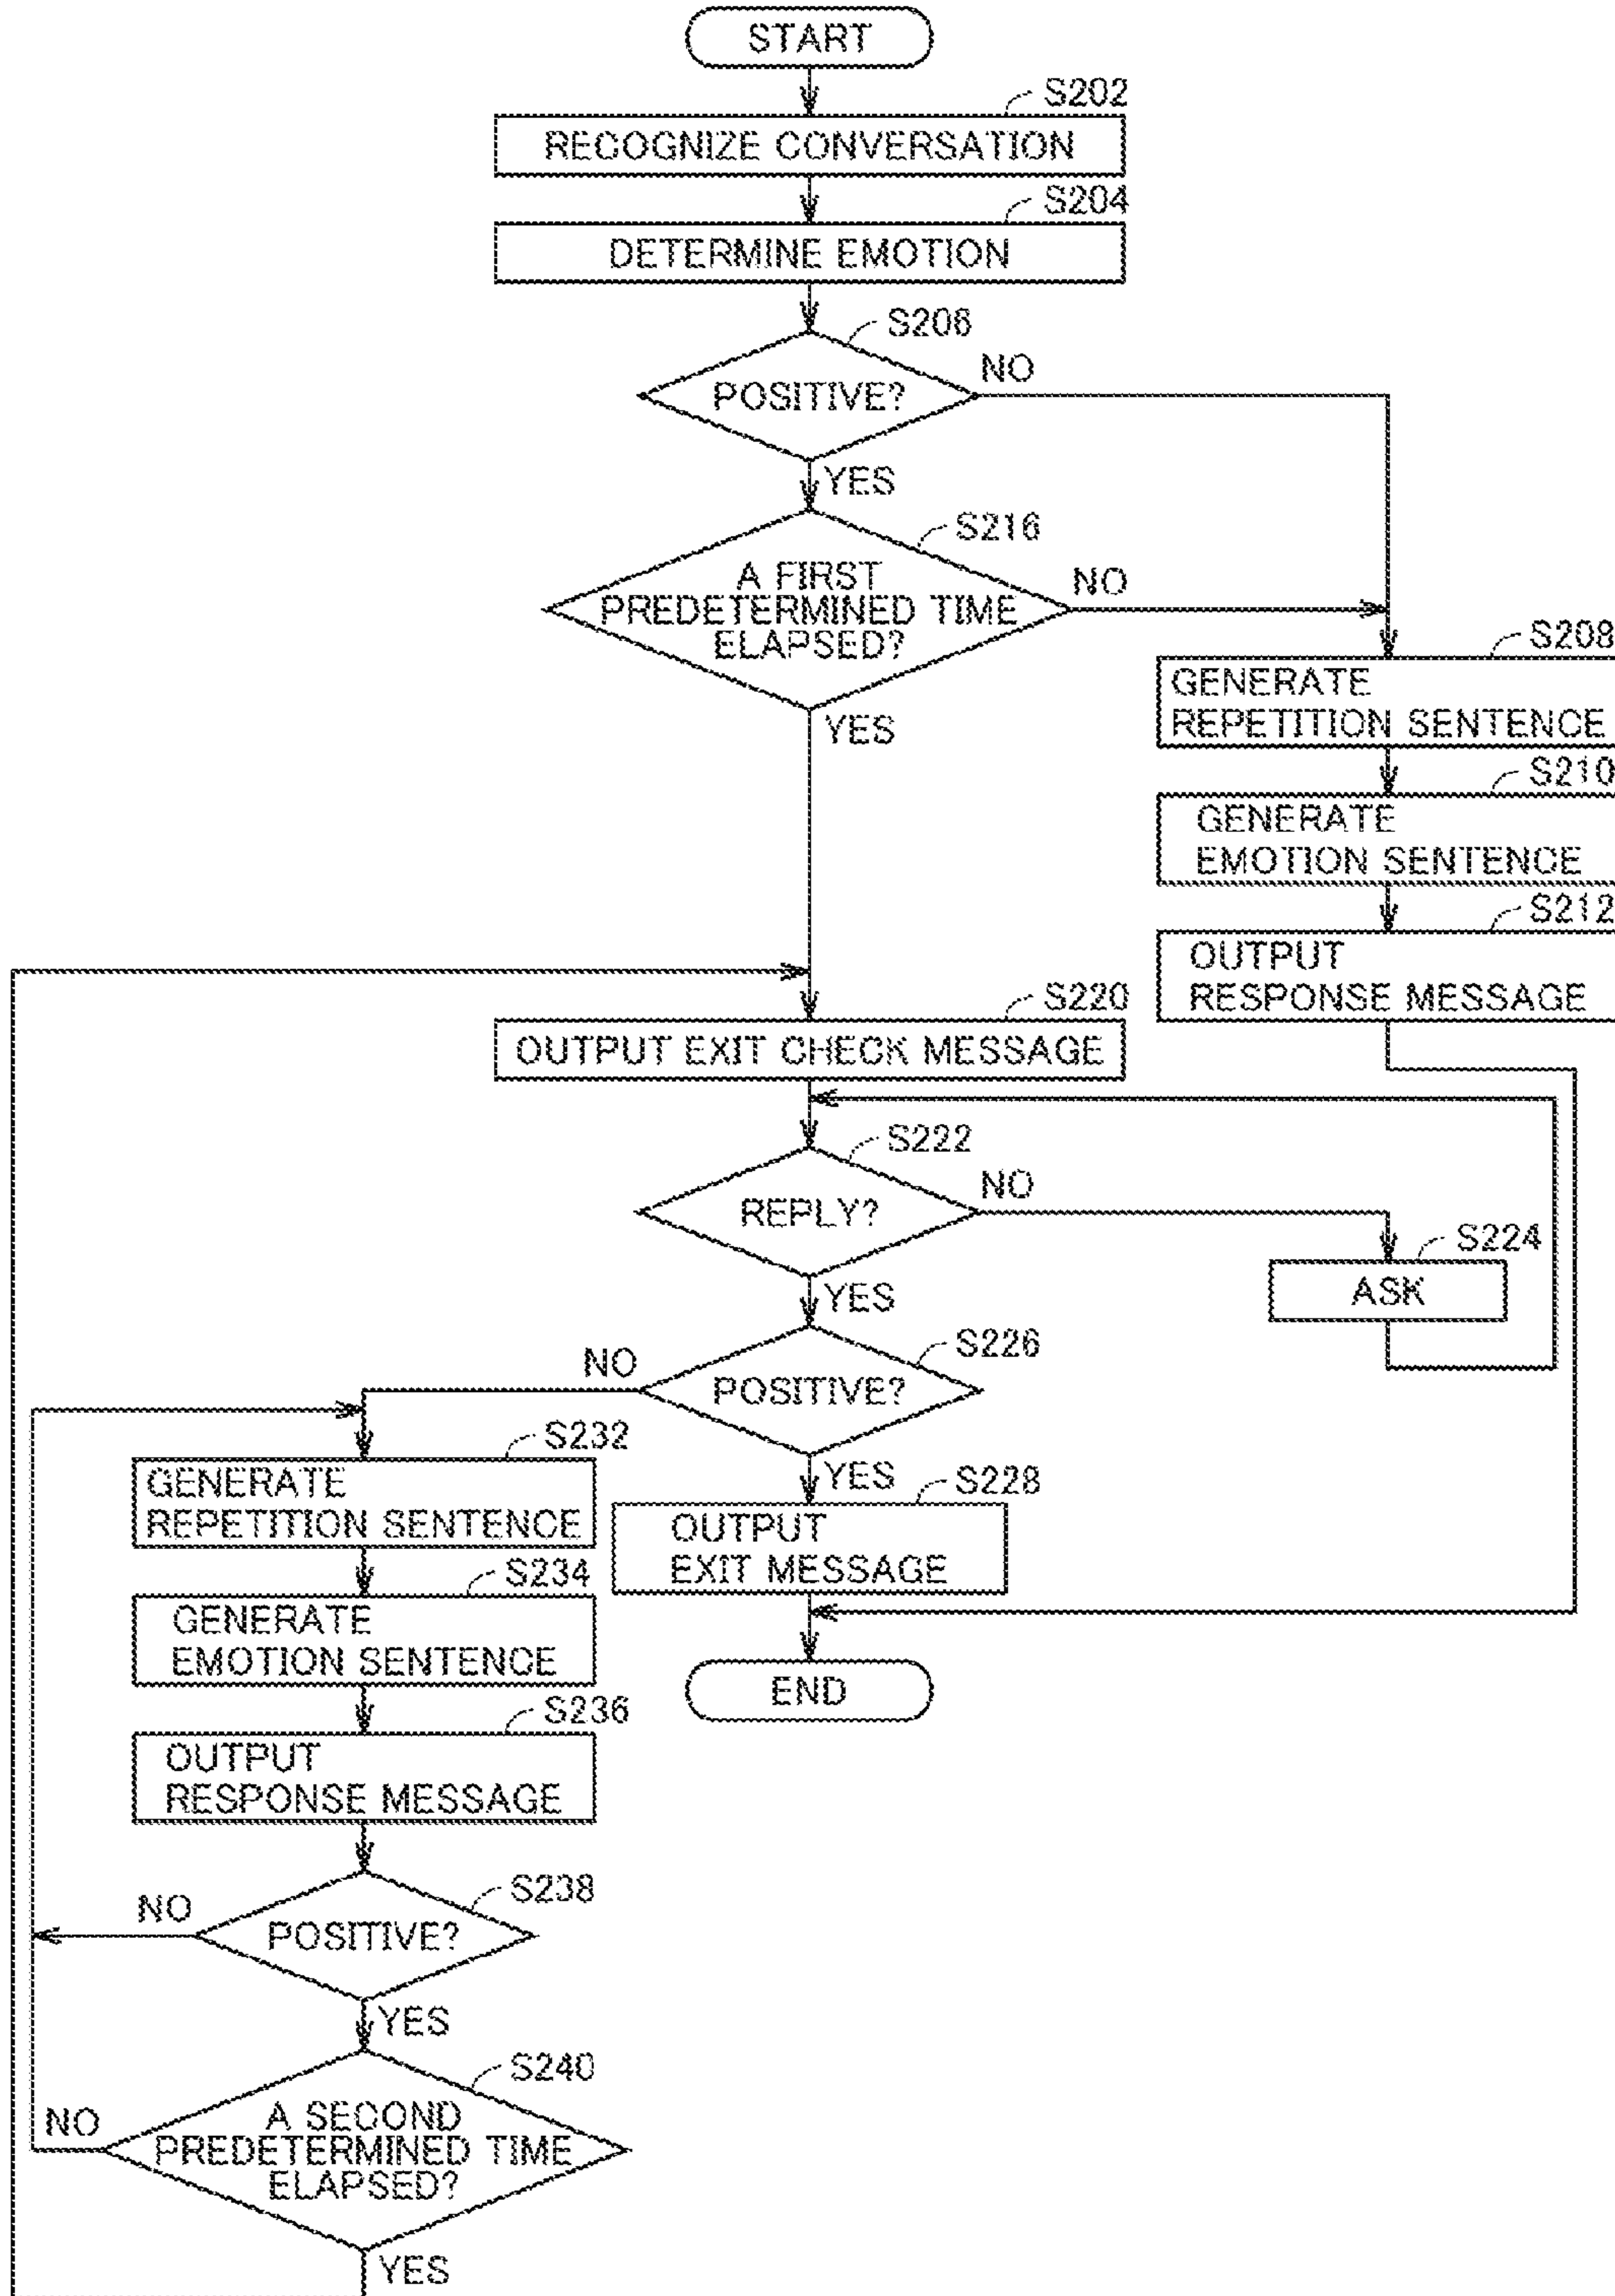 START
S202
RECOGNIZE CONVERSATION
S204
DETERMINE EMOTION
S206
POSITIVE?
NO
YES
S216
A FIRST
PREDETERMINED TIME
ELAPSED?
NO
YES
S208
GENERATE
REPETITION SENTENCE
S210
GENERATE
EMOTION SENTENCE
S212
OUTPUT
RESPONSE MESSAGE
S220
OUTPUT EXIT CHECK MESSAGE
S222
REPLY?
NO
YES
S224
ASK
S226
POSITIVE?
NO
YES
S228
OUTPUT
EXIT MESSAGE
END
S232
GENERATE
REPETITION SENTENCE
S234
GENERATE
EMOTION SENTENCE
S236
OUTPUT
RESPONSE MESSAGE
S238
POSITIVE?
NO
YES
S240
A SECOND
PREDETERMINED TIME
ELAPSED?
NO
YES